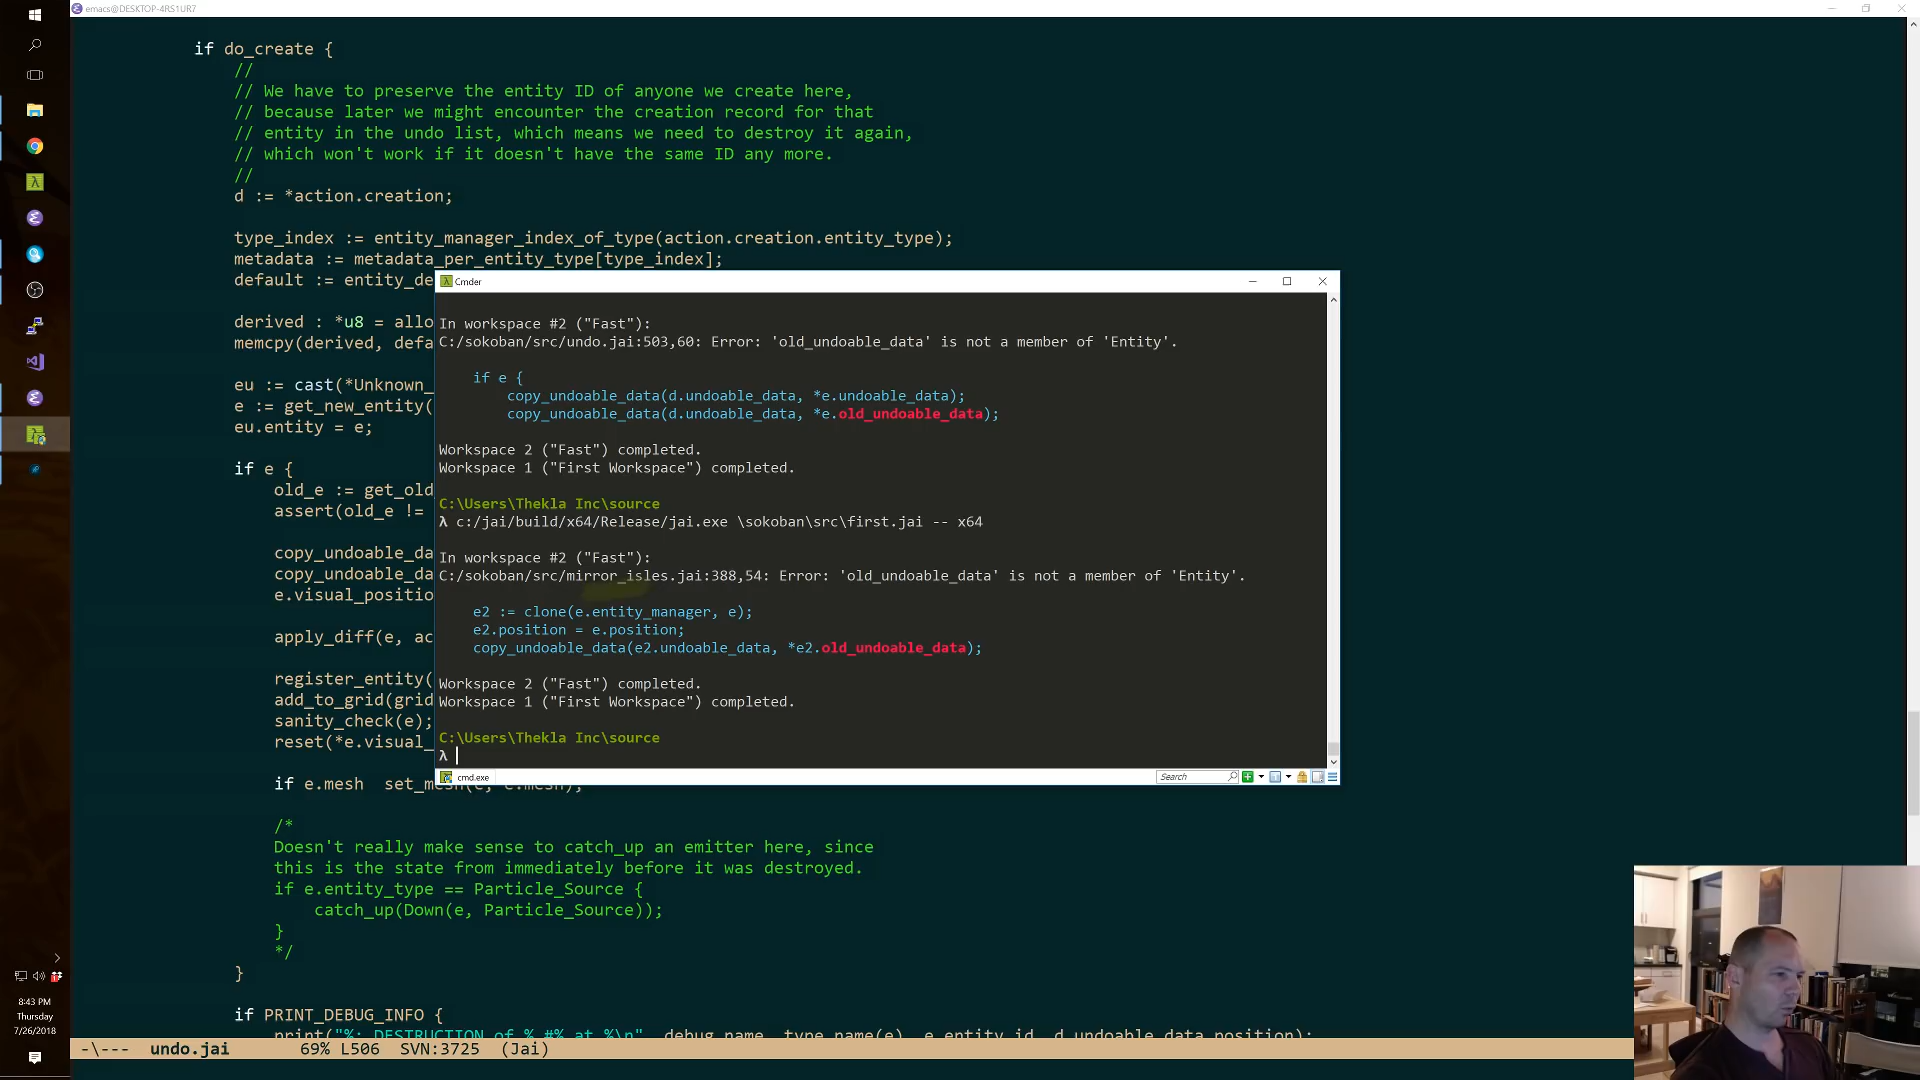 emacs@DESKTOP-4RS1UR7
if do_create {
//
// We have to preserve the entity ID of anyone we create here,
// because later we might encounter the creation record for that
// entity in the undo list, which means we need to destroy it again,
// which won't work if it doesn't have the same ID any more.
//
d := *action.creation;
type_index := entity_manager_index_of_type(action.creation.entity_type);
metadata := metadata_per_entity_type[type_index];
default := entity_de
derived : *u8 = allo
memcpy(derived, defa
eu := cast(*Unknown_
e := get_new_entity(
eu.entity = e;
if e {
old_e := get_old
assert(old_e !=
copy_undoable_da
copy_undoable_da
e.visual_positio
apply_diff(e, ac
register_entity(
add_to_grid(grid
sanity_check(e);
reset(*e.visual_
if e.mesh set_mesh(e, e.mesh);
/*
Doesn't really make sense to catch_up an emitter here, since
this is the state from immediately before it was destroyed.
if e.entity_type == Particle_Source {
catch_up(Down(e, Particle_Source));
}
*/
}
if PRINT_DEBUG_INFO {
print("%: DESTRUCTION of % #% at %\n", debug_name, type_name(e), e.entity_id, d.undoable_data.position);
-\--- undo.jai 69% L506 SVN:3725 (Jai)
Cmder
In workspace #2 ("Fast"):
C:/sokoban/src/undo.jai:503,60: Error: 'old_undoable_data' is not a member of 'Entity'.
if e {
copy_undoable_data(d.undoable_data, *e.undoable_data);
copy_undoable_data(d.undoable_data, *e.old_undoable_data);
Workspace 2 ("Fast") completed.
Workspace 1 ("First Workspace") completed.
C:\Users\Thekla Inc\source
λ c:/jai/build/x64/Release/jai.exe \sokoban\src\first.jai -- x64
In workspace #2 ("Fast"):
C:/sokoban/src/mirror_isles.jai:388,54: Error: 'old_undoable_data' is not a member of 'Entity'.
e2 := clone(e.entity_manager, e);
e2.position = e.position;
copy_undoable_data(e2.undoable_data, *e2.old_undoable_data);
Workspace 2 ("Fast") completed.
Workspace 1 ("First Workspace") completed.
C:\Users\Thekla Inc\source
λ
cmd.exe
Search
8:43 PM
Thursday
7/26/2018